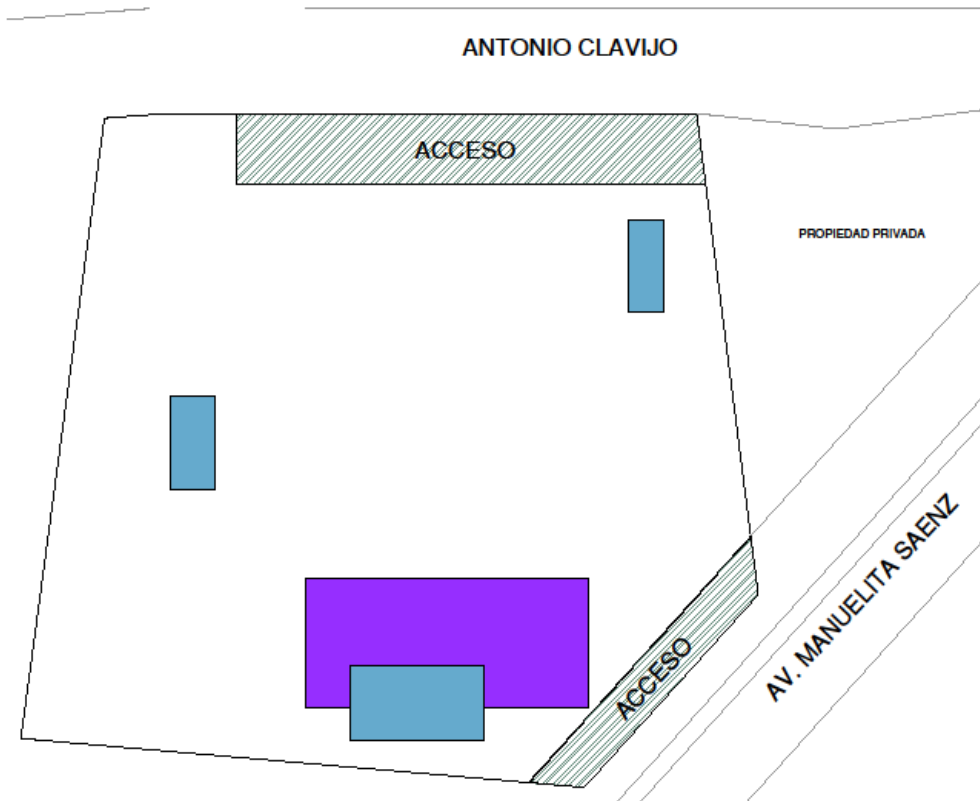 ANTONIO CLAVIJO
ACCESO
PROPIEDAD PRIVADA
AV. MANUELITA SAENZ
ACCESO